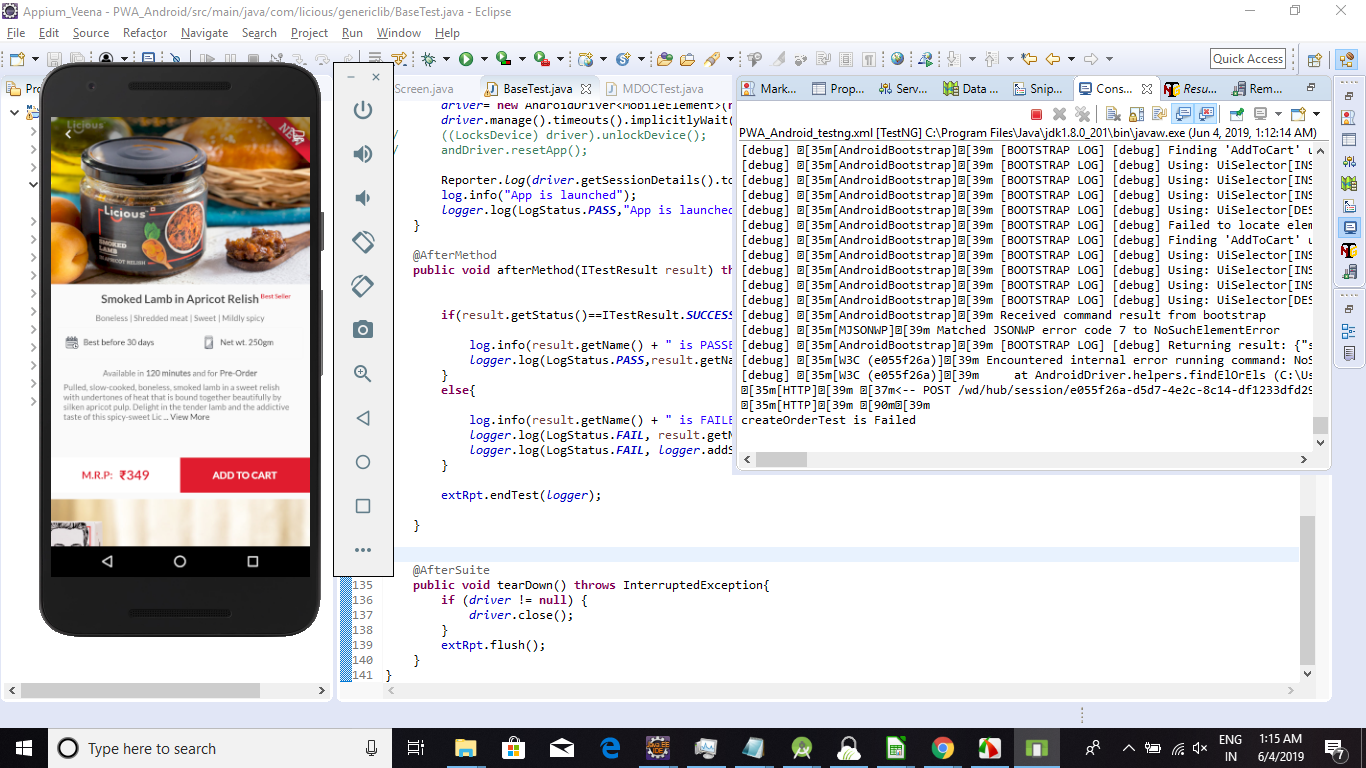 Appium_Veena - PWA_Android/src/main/java/com/licious/genericlib/BaseTest.java - Eclipse
File Edit Source Refactor Navigate Search Project Run Window Help
Quick Access
Screen.java
BaseTest.java
MDOCTest.java
Mark...
Prop...
Serv...
Data ...
Snip...
Cons...
Resu...
Rem...
driver= new AndroidDriver<MobileElement>(
driver.manage().timeouts().implicitlyWait(
((LocksDevice) driver).unlockDevice();
andDriver.resetApp();
Reporter.log(driver.getSessionDetails().to
log.info("App is launched");
logger.log(LogStatus.PASS,"App is launched
}
@AfterMethod
public void afterMethod(ITestResult result) th
if(result.getStatus()==ITestResult.SUCCESS
log.info(result.getName() + " is PASSE
logger.log(LogStatus.PASS,result.getNa
}
else{
log.info(result.getName() + " is FAILE
logger.log(LogStatus.FAIL, result.getN
logger.log(LogStatus.FAIL, logger.addS
}
extRpt.endTest(logger);
}
@AfterSuite
135 public void tearDown() throws InterruptedException{
136 if (driver != null) {
137 driver.close();
138 }
139 extRpt.flush();
140 }
141 }
PWA_Android_testng.xml [TestNG] C:\Program Files\Java\jdk1.8.0_201\bin\javaw.exe (Jun 4, 2019, 1:12:14 AM)
[debug] [35m[AndroidBootstrap][39m [BOOTSTRAP LOG] [debug] Finding 'AddToCart' u
[debug] [35m[AndroidBootstrap][39m [BOOTSTRAP LOG] [debug] Using: UiSelector[INS
[debug] [35m[AndroidBootstrap][39m [BOOTSTRAP LOG] [debug] Using: UiSelector[INS
[debug] [35m[AndroidBootstrap][39m [BOOTSTRAP LOG] [debug] Using: UiSelector[INS
[debug] [35m[AndroidBootstrap][39m [BOOTSTRAP LOG] [debug] Using: UiSelector[DES
[debug] [35m[AndroidBootstrap][39m [BOOTSTRAP LOG] [debug] Failed to locate elem
[debug] [35m[AndroidBootstrap][39m [BOOTSTRAP LOG] [debug] Finding 'AddToCart' u
[debug] [35m[AndroidBootstrap][39m [BOOTSTRAP LOG] [debug] Using: UiSelector[INS
[debug] [35m[AndroidBootstrap][39m [BOOTSTRAP LOG] [debug] Using: UiSelector[INS
[debug] [35m[AndroidBootstrap][39m [BOOTSTRAP LOG] [debug] Using: UiSelector[INS
[debug] [35m[AndroidBootstrap][39m [BOOTSTRAP LOG] [debug] Using: UiSelector[DES
[debug] [35m[AndroidBootstrap][39m Received command result from bootstrap
[debug] [35m[MJSONWP][39m Matched JSONWP error code 7 to NoSuchElementError
[debug] [35m[AndroidBootstrap][39m [BOOTSTRAP LOG] [debug] Returning result: {"s
[debug] [35m[W3C (e055f26a)][39m Encountered internal error running command: NoS
[debug] [35m[W3C (e055f26a)][39m at AndroidDriver.helpers.findElOrEls (C:\Us
[35m[HTTP][39m [37m<-- POST /wd/hub/session/e055f26a-d5d7-4e2c-8c14-df1233dfd29
[35m[HTTP][39m [90m[39m
createOrderTest is Failed
Licious
NEW
Licious
SMOKED
LAMB
IN APRICOT RELISH
Smoked Lamb in Apricot Relish Best Seller
Boneless | Shredded meat | Sweet | Mildly spicy
Best before 30 days
Net wt. 250gm
Available in 120 minutes and for Pre-Order
Pulled, slow-cooked, boneless, smoked lamb in a sweet relish
with undertones of heat that is bound together beautifully by
silken apricot pulp. Delight in the tender lamb and the addictive
taste of this spicy-sweet Lic ... View More
M.R.P: ₹349
ADD TO CART
Type here to search
ENG
IN
1:15 AM
6/4/2019
7